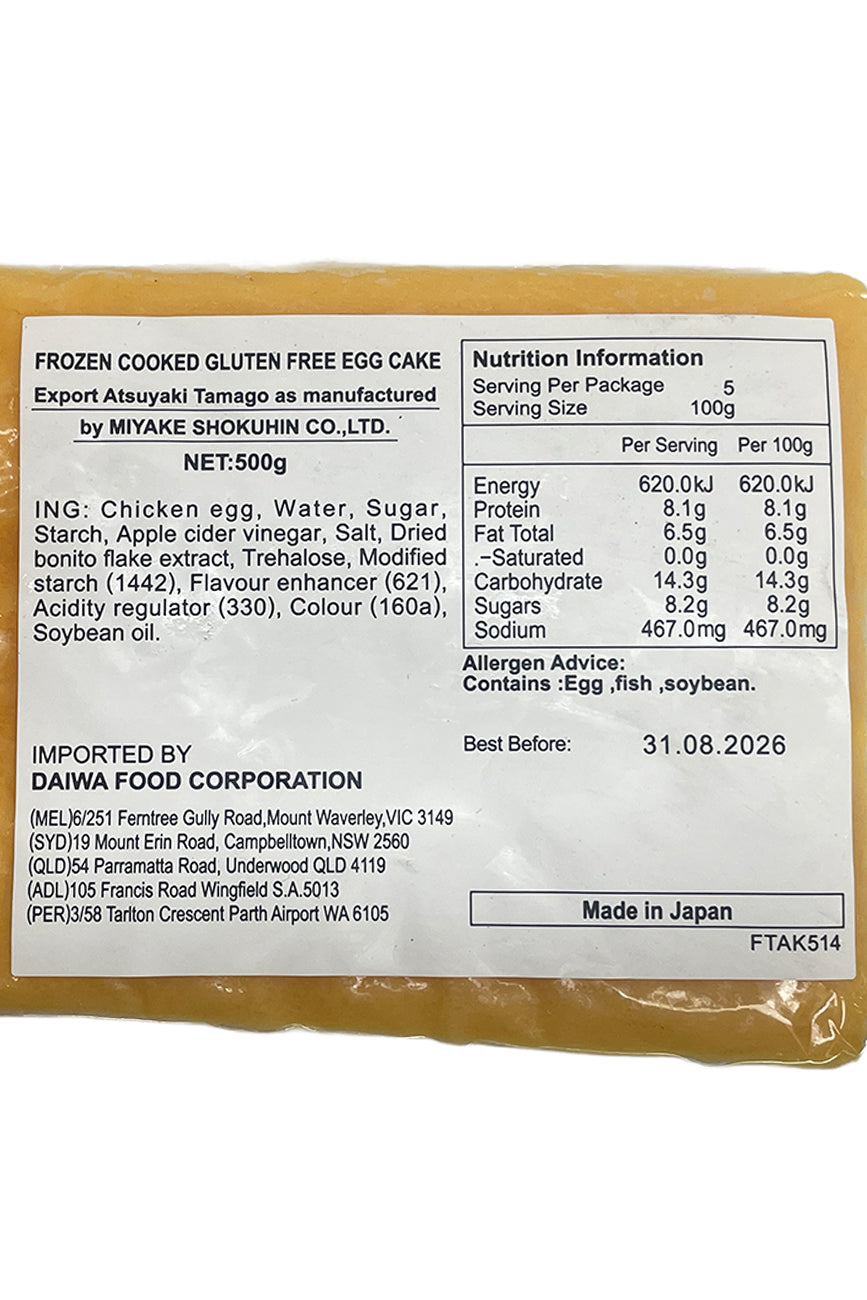 FROZEN COOKED GLUTEN FREE EGG CAKE
Export Atsuyaki Tamago as manufactured
by MIYAKE SHOKUHIN CO.,LTD.
NET:500g
ING: Chicken egg, Water, Sugar,
Starch, Apple cider vinegar, Salt, Dried
bonito flake extract, Trehalose, Modified
starch (1442), Flavour enhancer (621),
Acidity regulator (330), Colour (160a),
Soybean oil.
IMPORTED BY
DAIWA FOOD CORPORATION
(MEL)6/251 Ferntree Gully Road,Mount Waverley,VIC 3149
(SYD)19 Mount Erin Road, Campbelltown,NSW 2560
(QLD)54 Parramatta Road, Underwood QLD 4119
(ADL)105 Francis Road Wingfield S.A.5013
(PER)3/58 Tarlton Crescent Parth Airport WA 6105
Nutrition Information
Serving Per Package 5
Serving Size 100g
Per Serving Per 100g
Energy 620.0kJ 620.0kJ
Protein 8.1g 8.1g
Fat Total 6.5g 6.5g
.-Saturated 0.0g 0.0g
Carbohydrate 14.3g 14.3g
Sugars 8.2g 8.2g
Sodium 467.0mg 467.0mg
Allergen Advice:
Contains :Egg ,fish ,soybean.
Best Before: 31.08.2026
Made in Japan
FTAK514